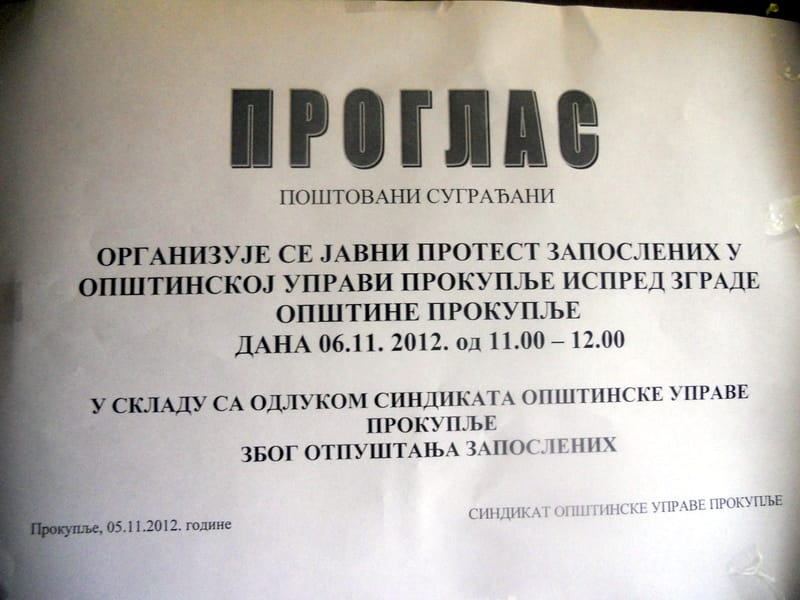 ПРОГЛАС
ПОШТОВАНИ СУГРАЂАНИ
ОРГАНИЗУЈЕ СЕ ЈАВНИ ПРОТЕСТ ЗАПОСЛЕНИХ У
ОПШТИНСКОЈ УПРАВИ ПРОКУПЉЕ ИСПРЕД ЗГРАДЕ
ОПШТИНЕ ПРОКУПЉЕ
ДАНА 06.11. 2012. од 11.00 – 12.00
У СКЛАДУ СА ОДЛУКОМ СИНДИКАТА ОПШТИНСКЕ УПРАВЕ
ПРОКУПЉЕ
ЗБОГ ОТПУШТАЊА ЗАПОСЛЕНИХ
Прокупље, 05.11.2012. године
СИНДИКАТ ОПШТИНСКЕ УПРАВЕ ПРОКУПЉЕ